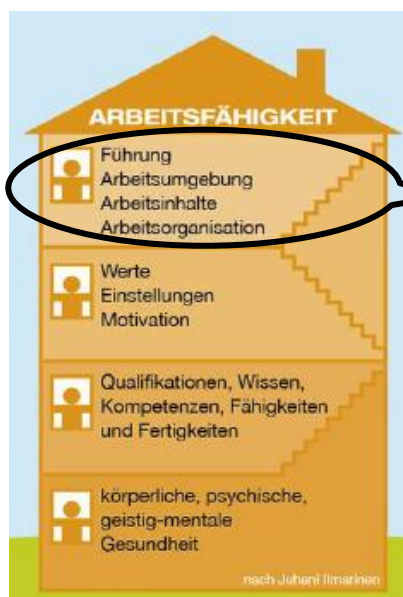 ARBEITSFÄHIGKEIT
Führung
Arbeitsumgebung
Arbeitsinhalte
Arbeitsorganisation
Werte
Einstellungen
Motivation
Qualifikationen, Wissen,
Kompetenzen, Fähigkeiten
und Fertigkeiten
körperliche, psychische,
geistig-mentale
Gesundheit
nach Juhani Ilmarinen